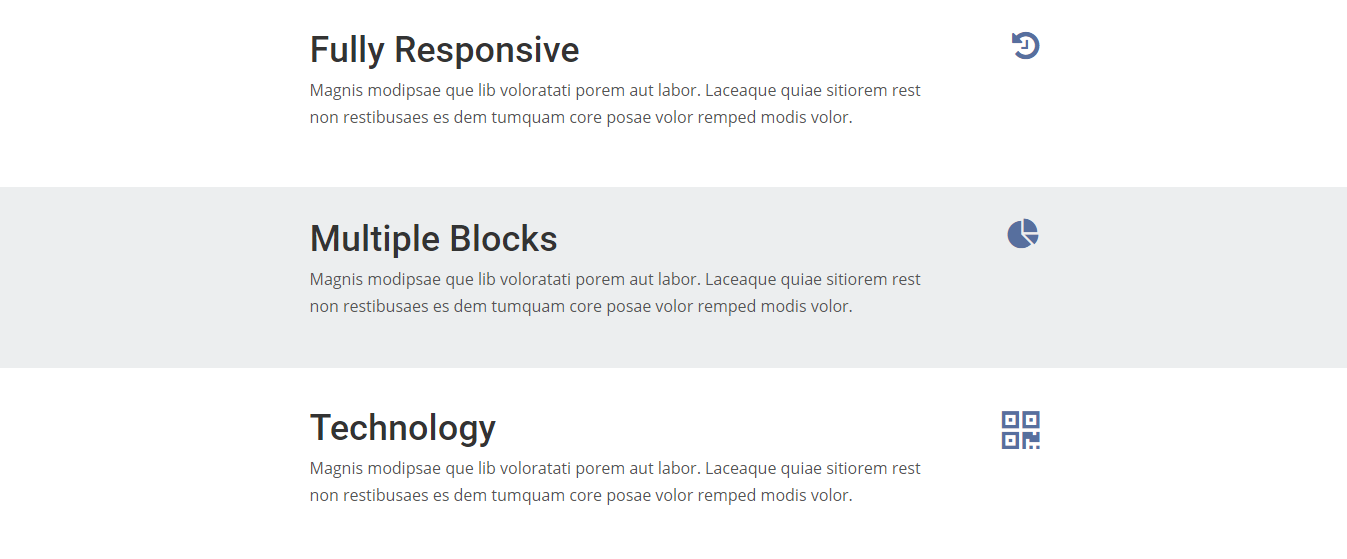 Fully Responsive
Magnis modipsae que lib voloratati porem aut labor. Laceaque quiae sitiorem rest
non restibusaes es dem tumquam core posae volor remped modis volor.
Multiple Blocks
Magnis modipsae que lib voloratati porem aut labor. Laceaque quiae sitiorem rest
non restibusaes es dem tumquam core posae volor remped modis volor.
Technology
Magnis modipsae que lib voloratati porem aut labor. Laceaque quiae sitiorem rest
non restibusaes es dem tumquam core posae volor remped modis volor.